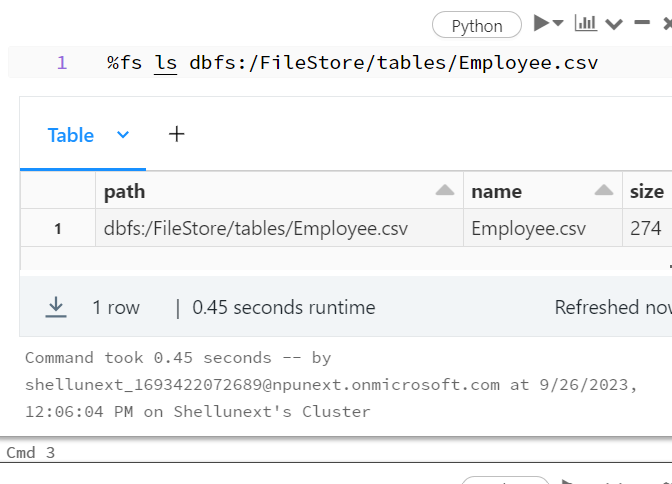 Python
1 %fs ls dbfs:/FileStore/tables/Employee.csv
Table +
path name size
1 dbfs:/FileStore/tables/Employee.csv Employee.csv 274
1 row | 0.45 seconds runtime Refreshed now
Command took 0.45 seconds -- by
shellunext_1693422072689@npunext.onmicrosoft.com at 9/26/2023,
12:06:04 PM on Shellunext's Cluster
Cmd 3